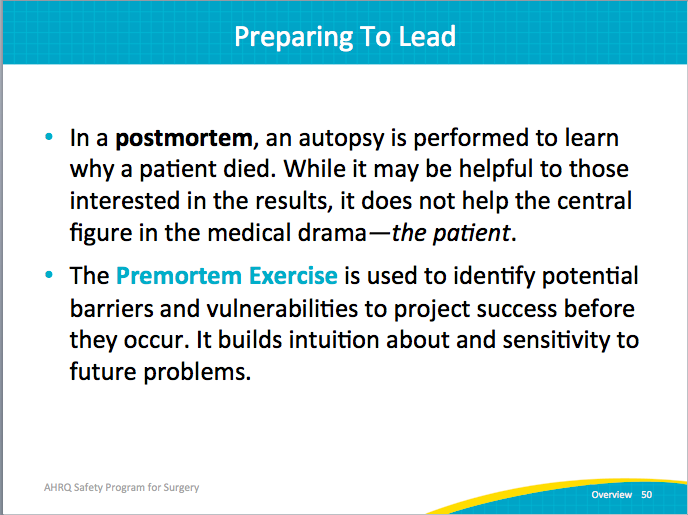 Preparing To Lead
• In a postmortem, an autopsy is performed to learn
why a patient died. While it may be helpful to those
interested in the results, it does not help the central
figure in the medical drama—the patient.
• The Premortem Exercise is used to identify potential
barriers and vulnerabilities to project success before
they occur. It builds intuition about and sensitivity to
future problems.
AHRQ Safety Program for Surgery
Overview 50